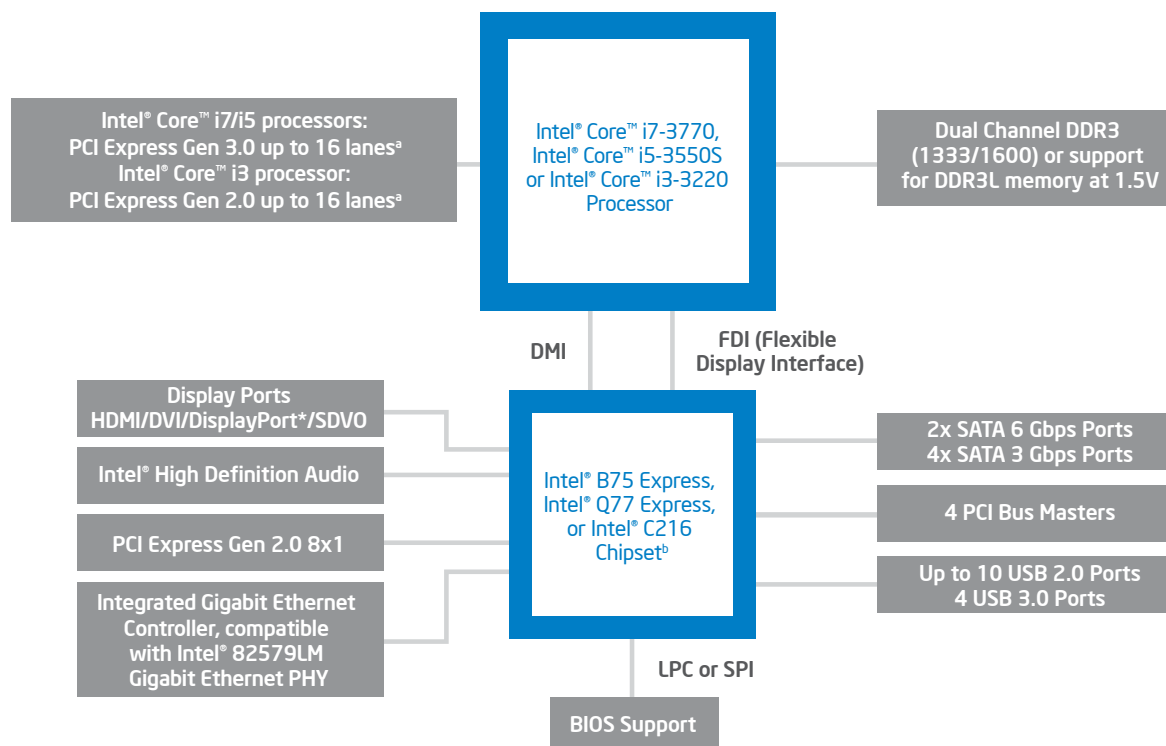 Intel® Core™ i7/i5 processors:
PCI Express Gen 3.0 up to 16 lanesᵃ
Intel® Core™ i3 processor:
PCI Express Gen 2.0 up to 16 lanesᵃ
Intel® Core™ i7-3770,
Intel® Core™ i5-3550S
or Intel® Core™ i3-3220
Processor
Dual Channel DDR3
(1333/1600) or support
for DDR3L memory at 1.5V
DMI
FDI (Flexible
Display Interface)
Display Ports
HDMI/DVI/DisplayPort*/SDVO
Intel® High Definition Audio
PCI Express Gen 2.0 8x1
Integrated Gigabit Ethernet
Controller, compatible
with Intel® 82579LM
Gigabit Ethernet PHY
Intel® B75 Express,
Intel® Q77 Express,
or Intel® C216
Chipsetᵇ
2x SATA 6 Gbps Ports
4x SATA 3 Gbps Ports
4 PCI Bus Masters
Up to 10 USB 2.0 Ports
4 USB 3.0 Ports
LPC or SPI
BIOS Support